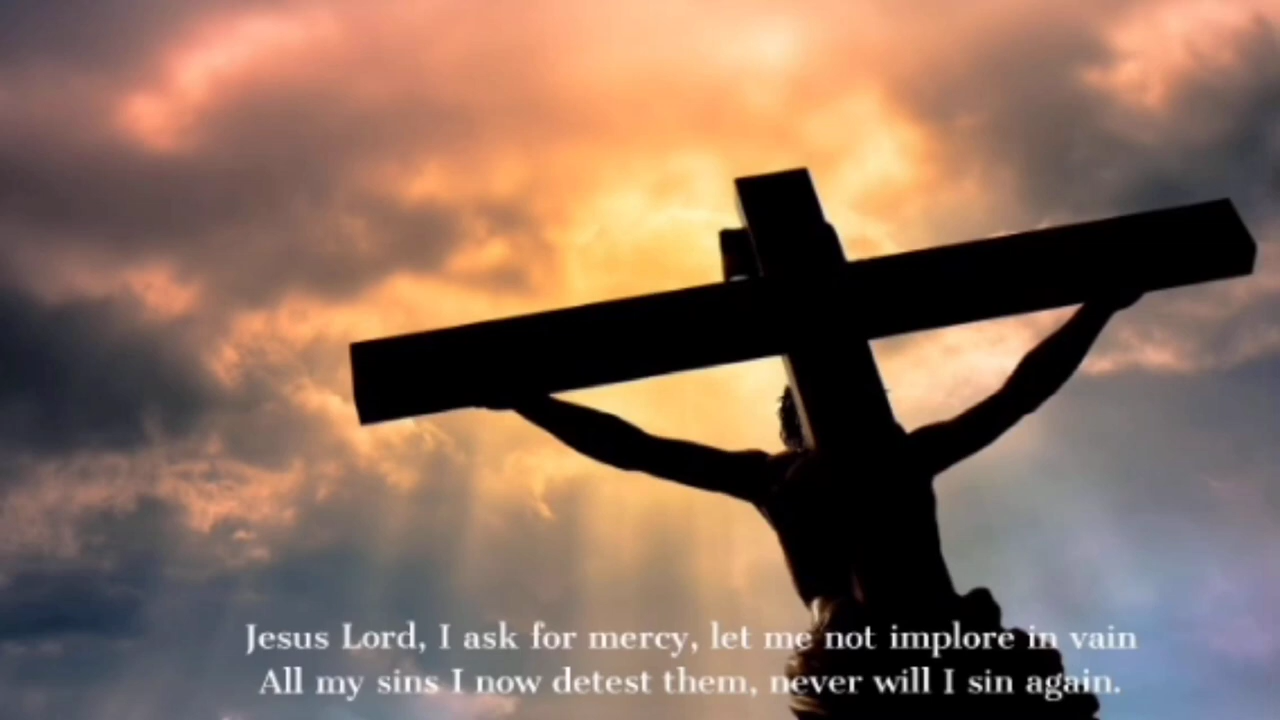 Jesus Lord, I ask for mercy, let me not implore in vain
All my sins I now detest them, never will I sin again.